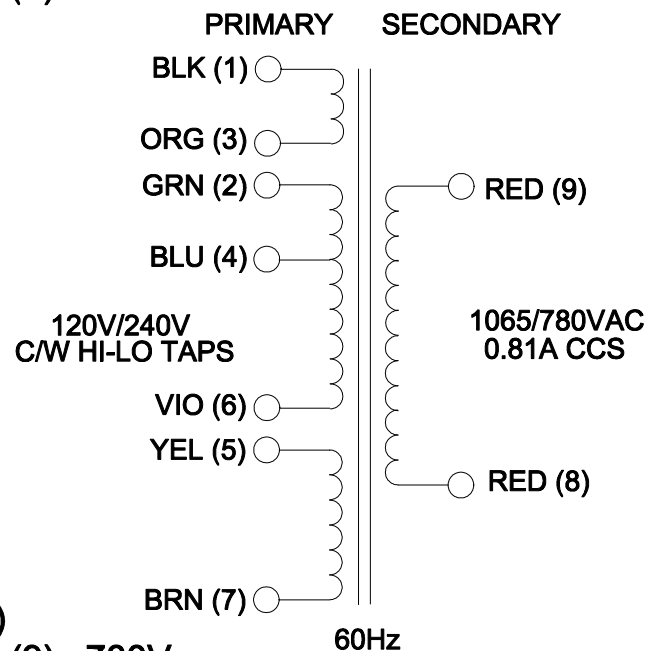 PRIMARY SECONDARY
BLK (1)
ORG (3)
GRN (2)
RED (9)
BLU (4)
120V/240V
C/W HI-LO TAPS
1065/780VAC
0.81A CCS
VIO (6)
YEL (5)
RED (8)
BRN (7)
)
60Hz